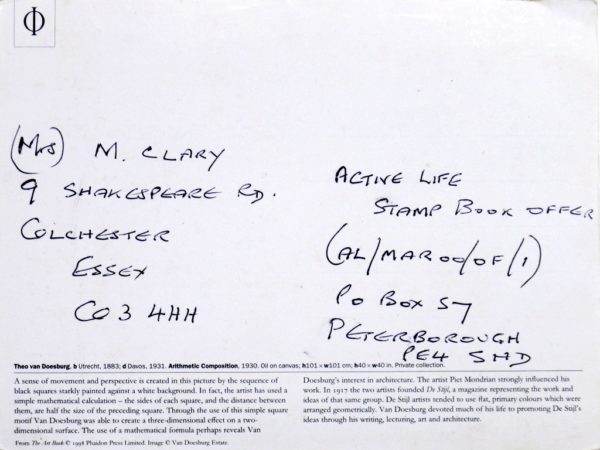 Φ
(Mrs) M. CLARY
9 SHAKESPEARE RD.
COLCHESTER
ESSEX
CO3 4HH
ACTIVE LIFE
STAMP BOOK OFFER
(AL/MAR00/OF/1)
PO BOX 57
PETERBOROUGH
PE4 5HD
Theo van Doesburg. b Utrecht, 1883; d Davos, 1931. Arithmetic Composition, 1930. Oil on canvas; h101 × w101 cm; h40 × w40 in. Private collection.
A sense of movement and perspective is created in this picture by the sequence of
black squares starkly painted against a white background. In fact, the artist has used a
simple mathematical calculation – the sides of each square, and the distance between
them, are half the size of the preceding square. Through the use of this simple square
motif Van Doesburg was able to create a three-dimensional effect on a two-
dimensional surface. The use of a mathematical formula perhaps reveals Van
Doesburg's interest in architecture. The artist Piet Mondrian strongly influenced his
work. In 1917 the two artists founded De Stijl, a magazine representing the work and
ideas of that same group. De Stijl artists tended to use flat, primary colours which were
arranged geometrically. Van Doesburg devoted much of his life to promoting De Stijl's
ideas through his writing, lecturing, art and architecture.
From The Art Book © 1998 Phaidon Press Limited. Image © Van Doesburg Estate.